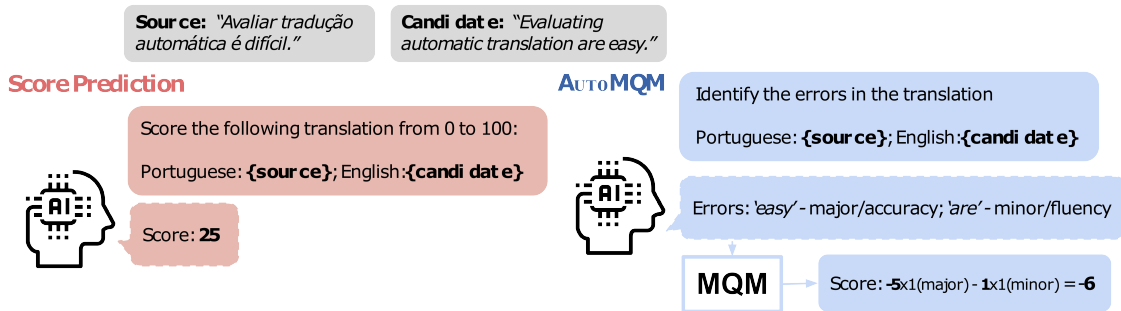 Source: “Avaliar tradução
automática é difícil.”
Candidate: “Evaluating
automatic translation are easy.”
Score Prediction
Score the following translation from 0 to 100:
Portuguese: {source}; English:{candidate}
AI
Score: 25
AUTOMQM
Identify the errors in the translation
Portuguese: {source}; English:{candidate}
AI
Errors: ‘easy’ - major/accuracy; ‘are’ - minor/fluency
MQM
Score: -5x1(major) - 1x1(minor) = -6